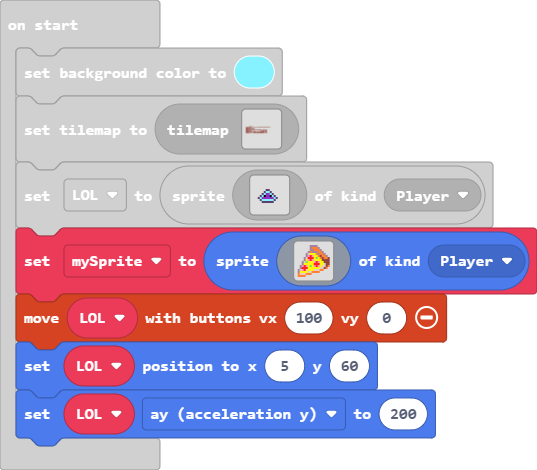 on start
set background color to
set tilemap to tilemap
set LOL to sprite of kind Player
set mySprite to sprite of kind Player
move LOL with buttons vx 100 vy 0
set LOL position to x 5 y 60
set LOL ay (acceleration y) to 200